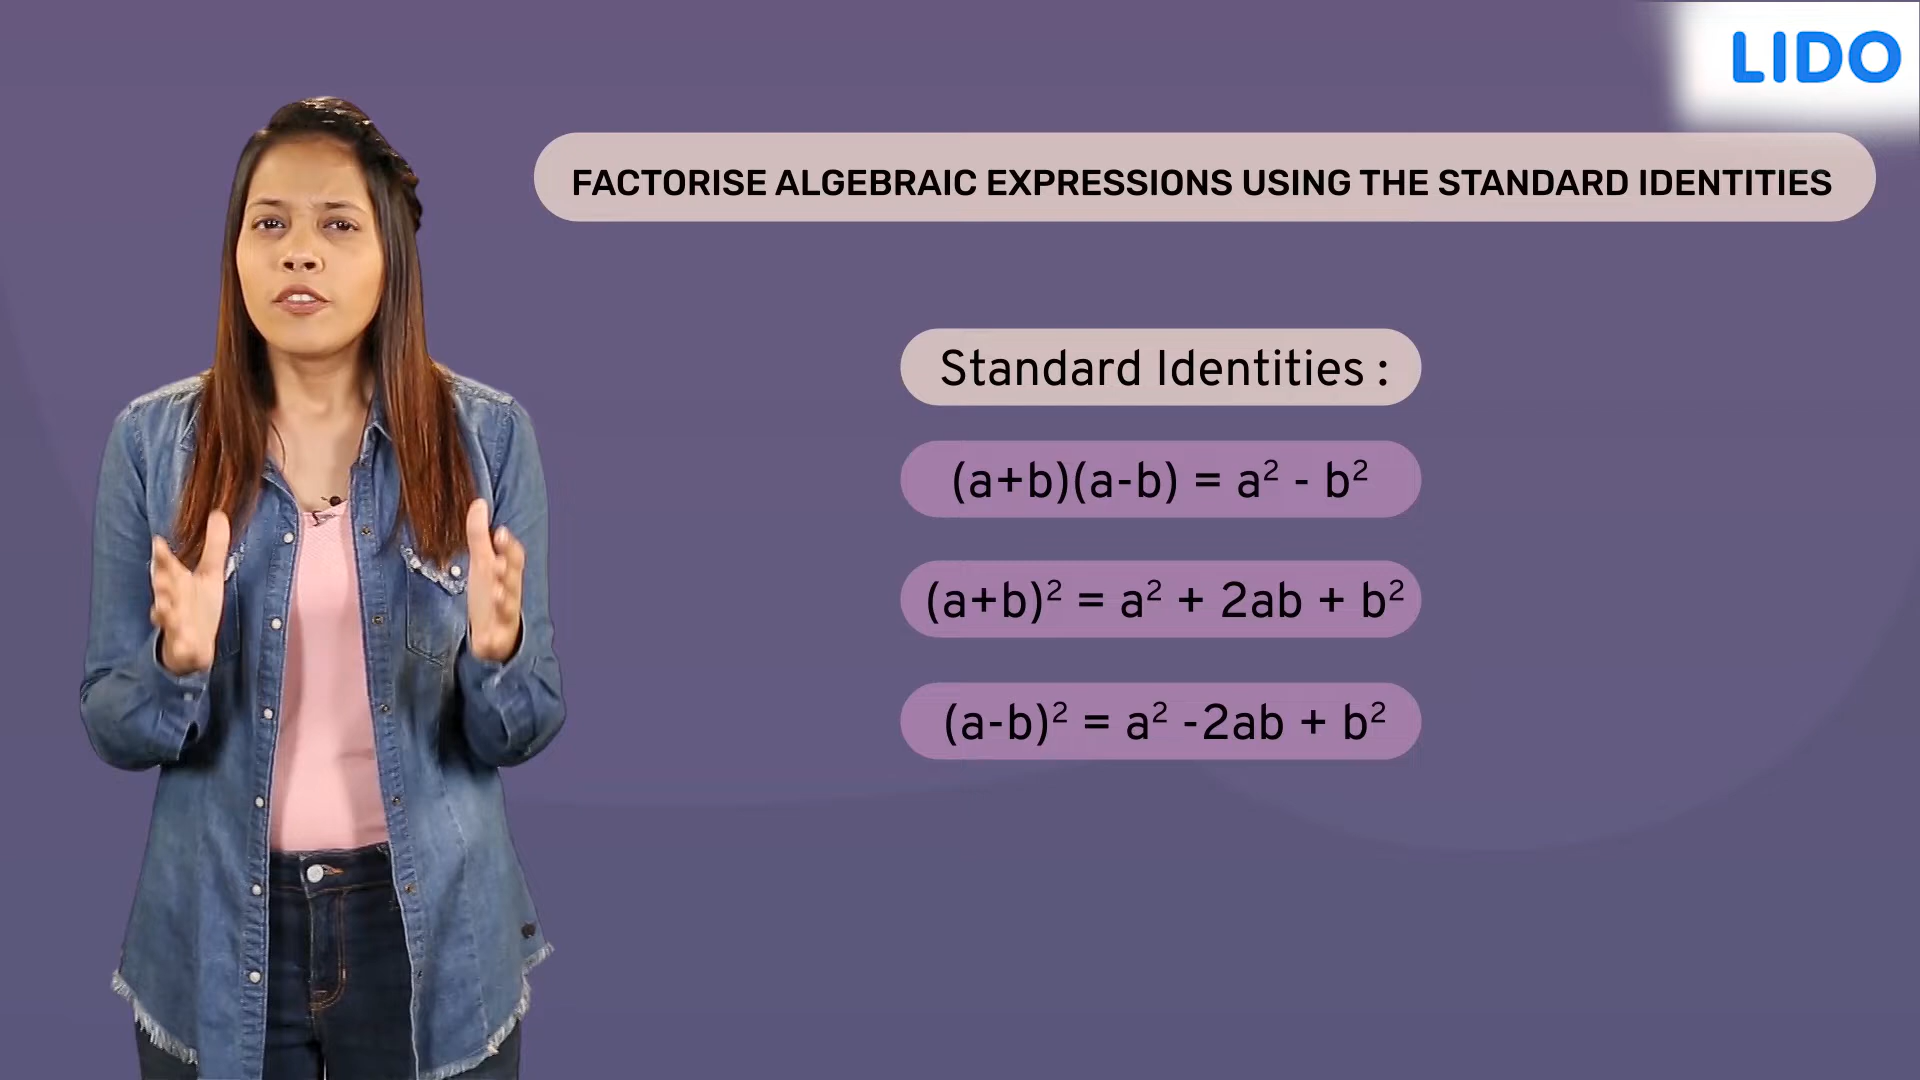 LIDO
FACTORISE ALGEBRAIC EXPRESSIONS USING THE STANDARD IDENTITIES
Standard Identities :
(a+b)(a-b) = a² - b²
(a+b)² = a² + 2ab + b²
(a-b)² = a² -2ab + b²